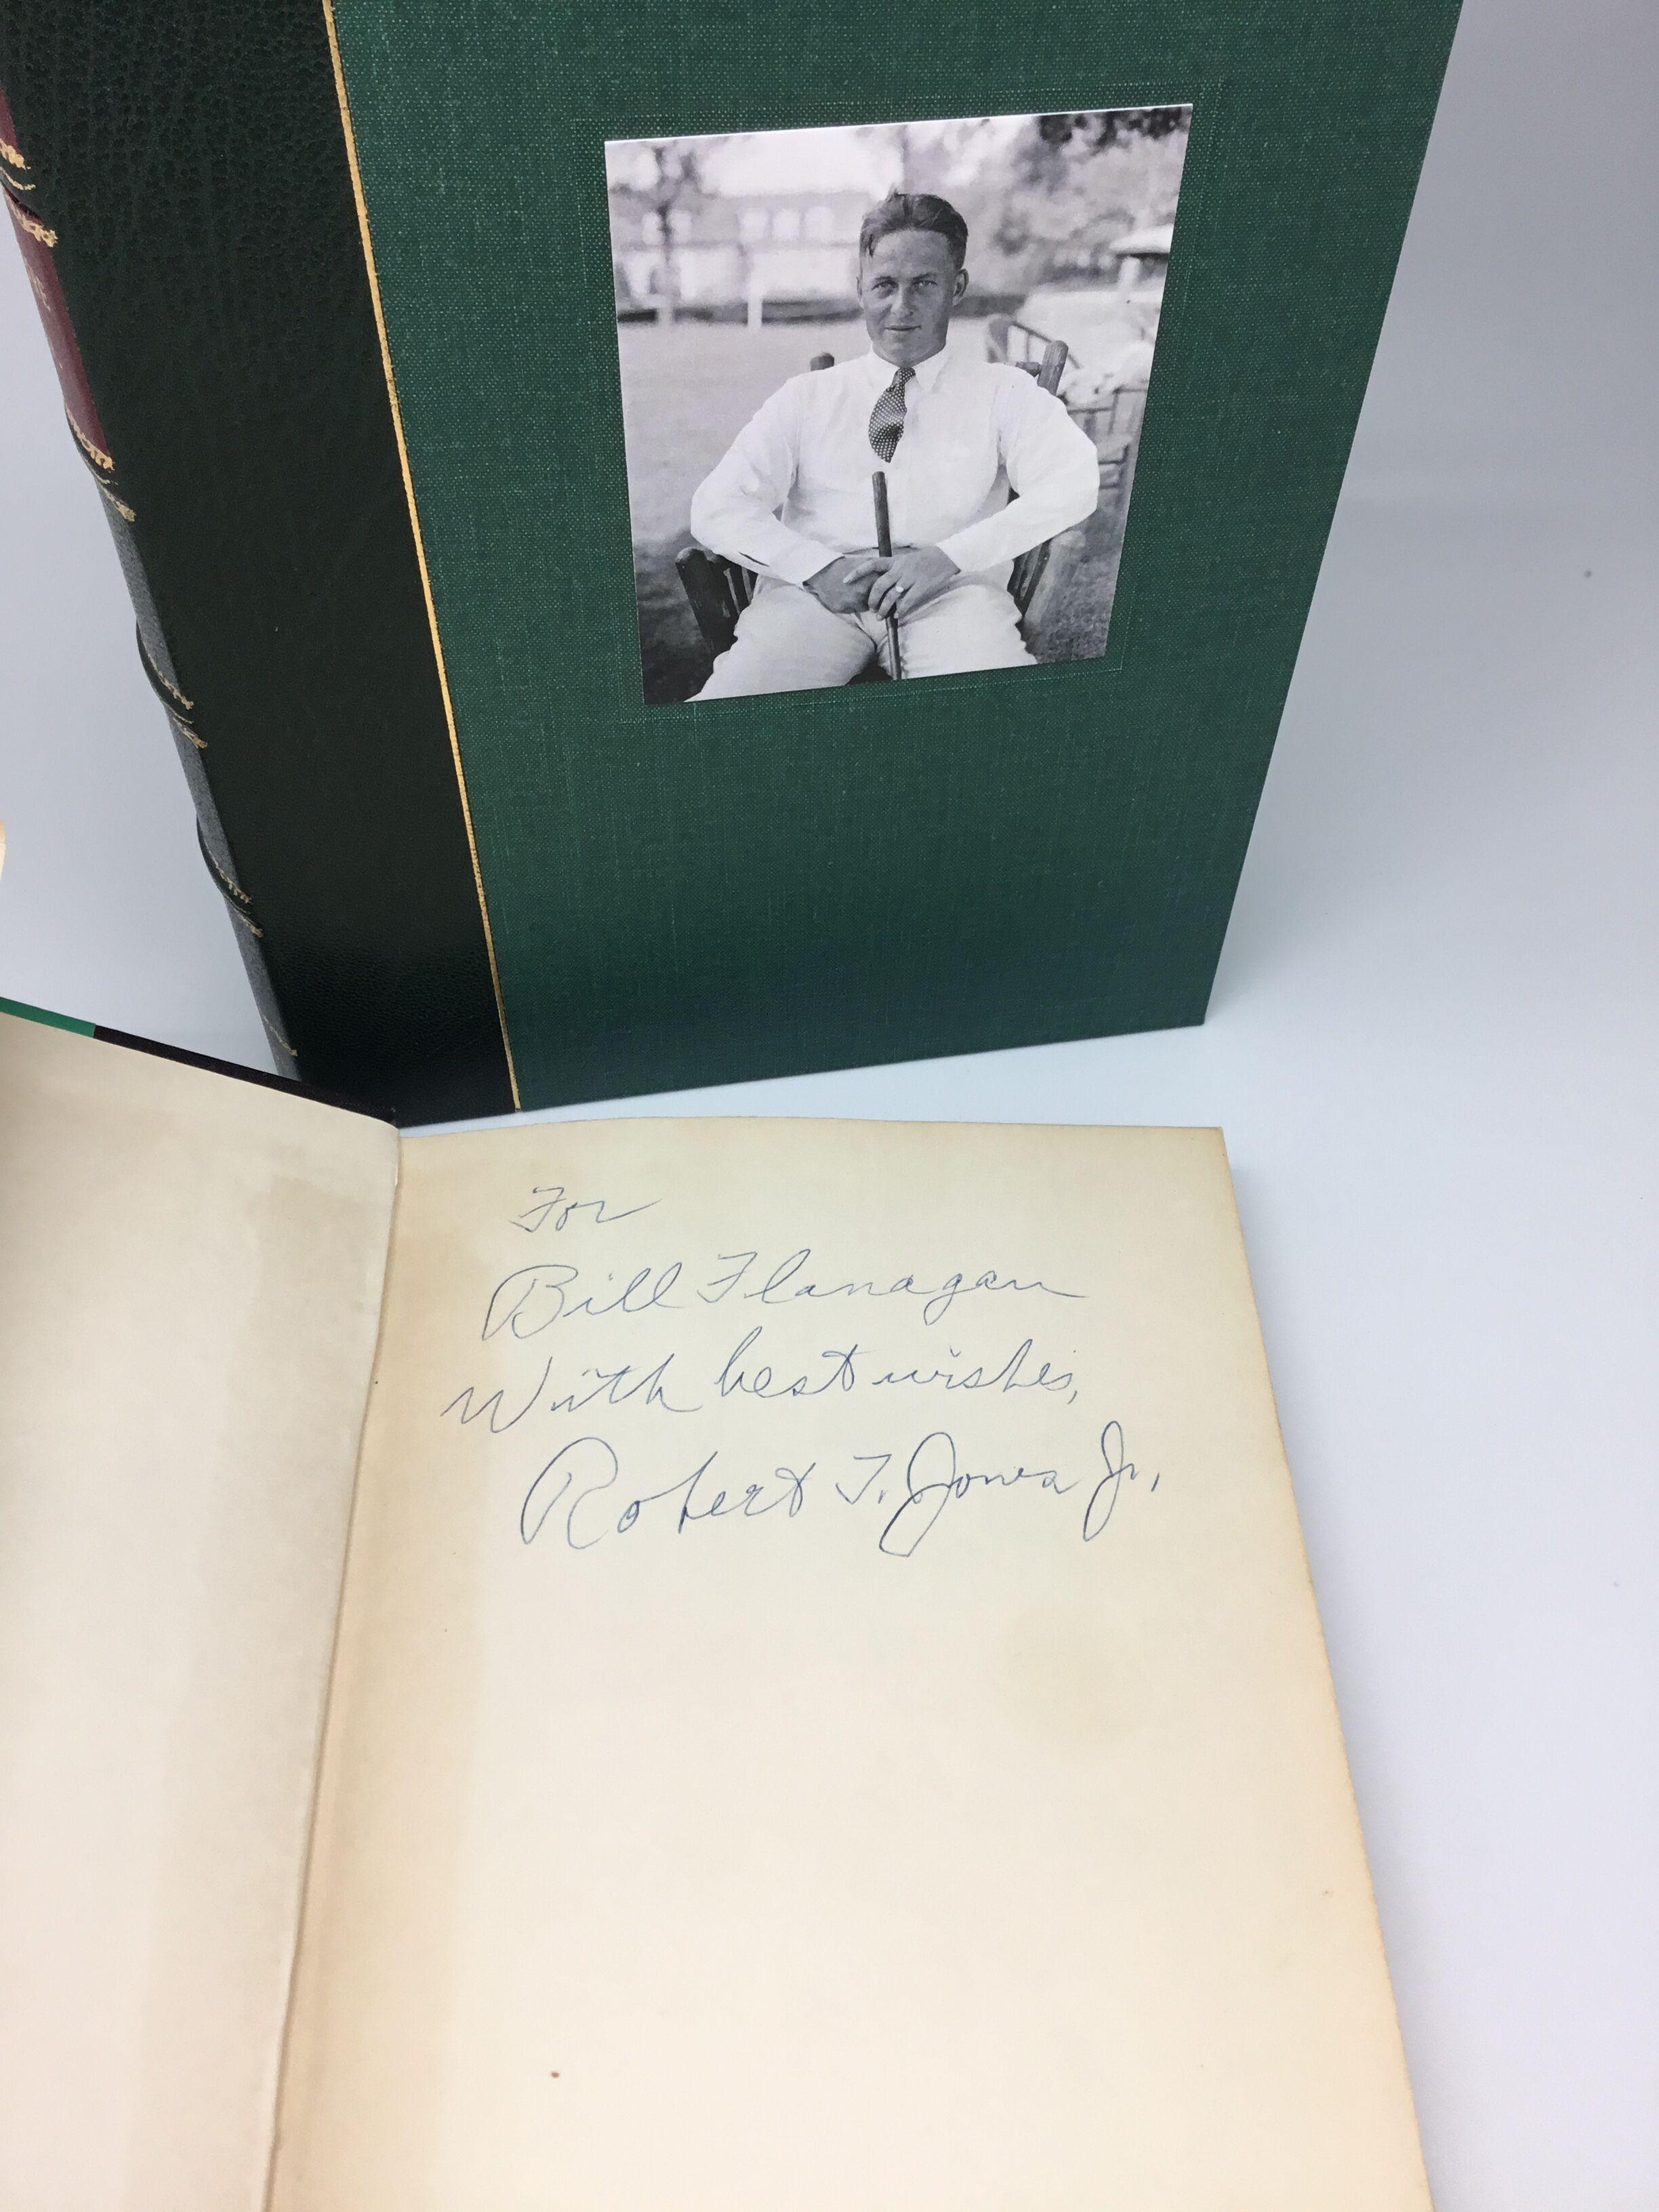 For
Bill Flanagan
With best wishes,
Robert T. Jones Jr.